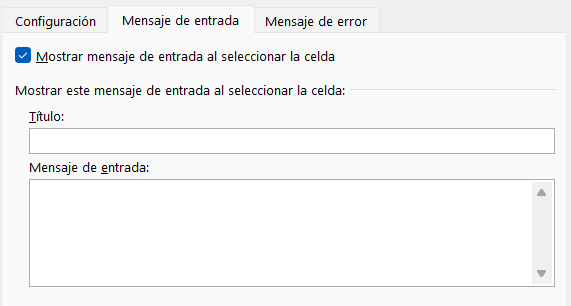 Configuración Mensaje de entrada Mensaje de error
Mostrar mensaje de entrada al seleccionar la celda
Mostrar este mensaje de entrada al seleccionar la celda:
Título:
Mensaje de entrada: